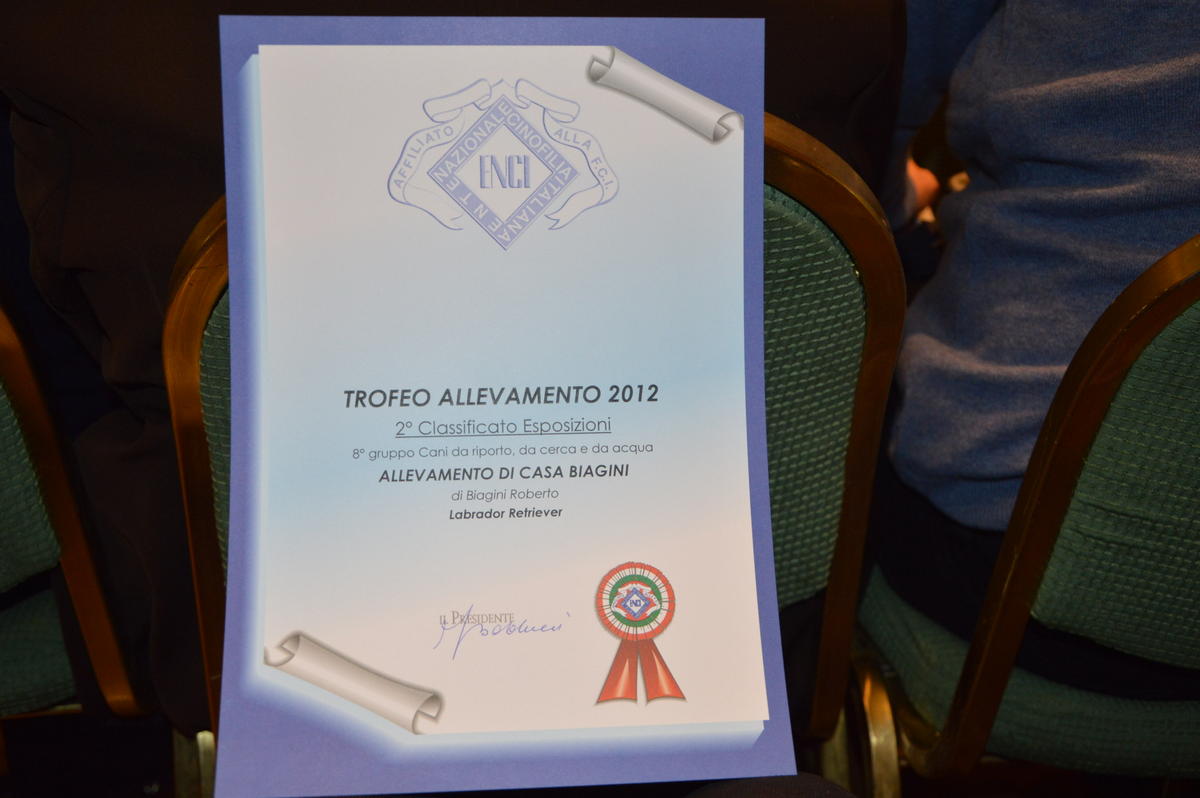 AFFILIATO ALLA F.C.I.
ENTE NAZIONALE CINOFILIA ITALIANA
ENCI
TROFEO ALLEVAMENTO 2012
2° Classificato Esposizioni
8° gruppo Cani da riporto, da cerca e da acqua
ALLEVAMENTO DI CASA BIAGINI
di Biagini Roberto
Labrador Retriever
IL PRESIDENTE
ENCI